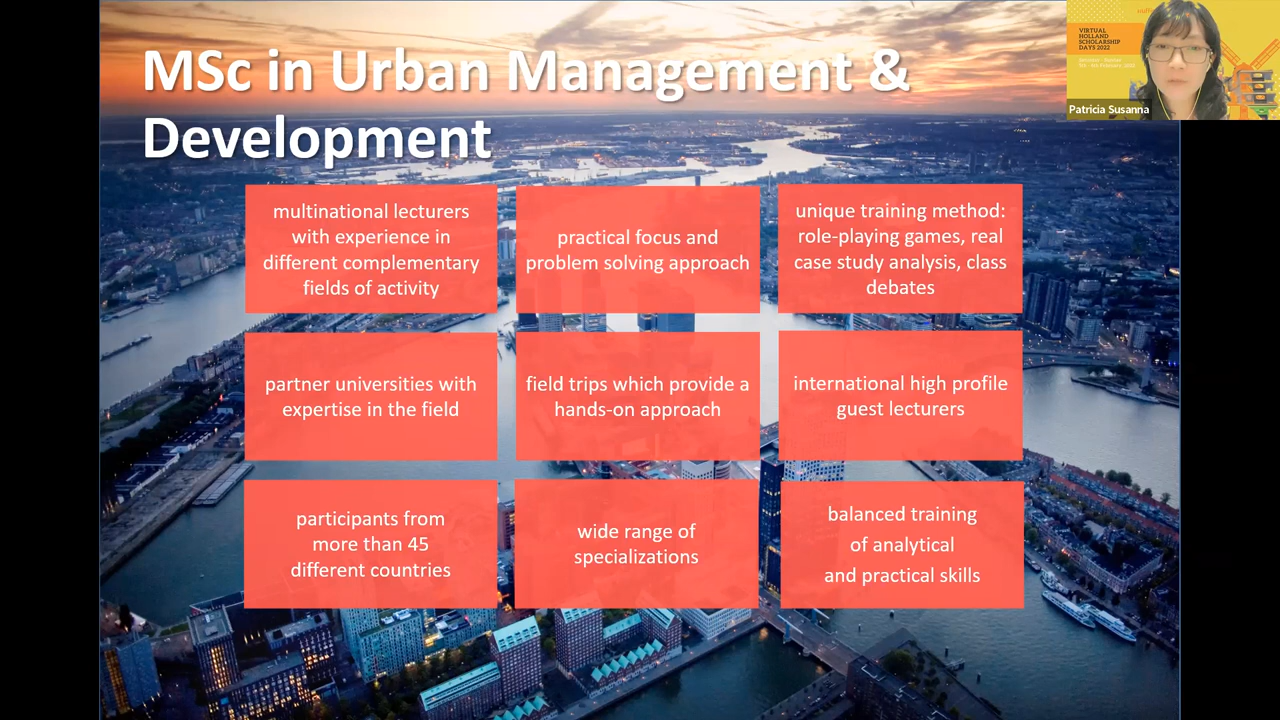 MSc in Urban Management &
Development
multinational lecturers
with experience in
different complementary
fields of activity
practical focus and
problem solving approach
unique training method:
role-playing games, real
case study analysis, class
debates
partner universities with
expertise in the field
field trips which provide a
hands-on approach
international high profile
guest lecturers
participants from
more than 45
different countries
wide range of
specializations
balanced training
of analytical
and practical skills
VIRTUAL
HOLLAND
SCHOLARSHIP
DAYS 2022
Patricia Susanna